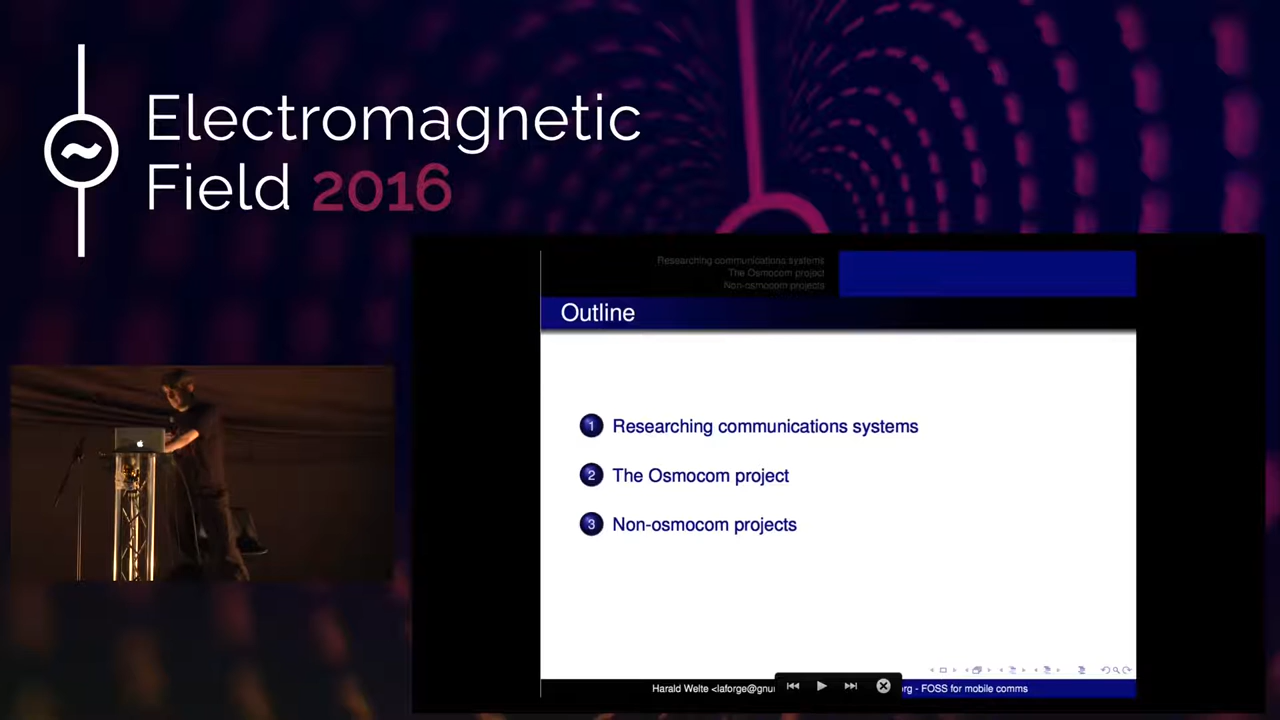 Electromagnetic
Field 2016
Researching communications systems
The Osmocom project
Non-osmocom projects
Outline
1 Researching communications systems
2 The Osmocom project
3 Non-osmocom projects
Harald Welte <laforge@gnu
org - FOSS for mobile comms